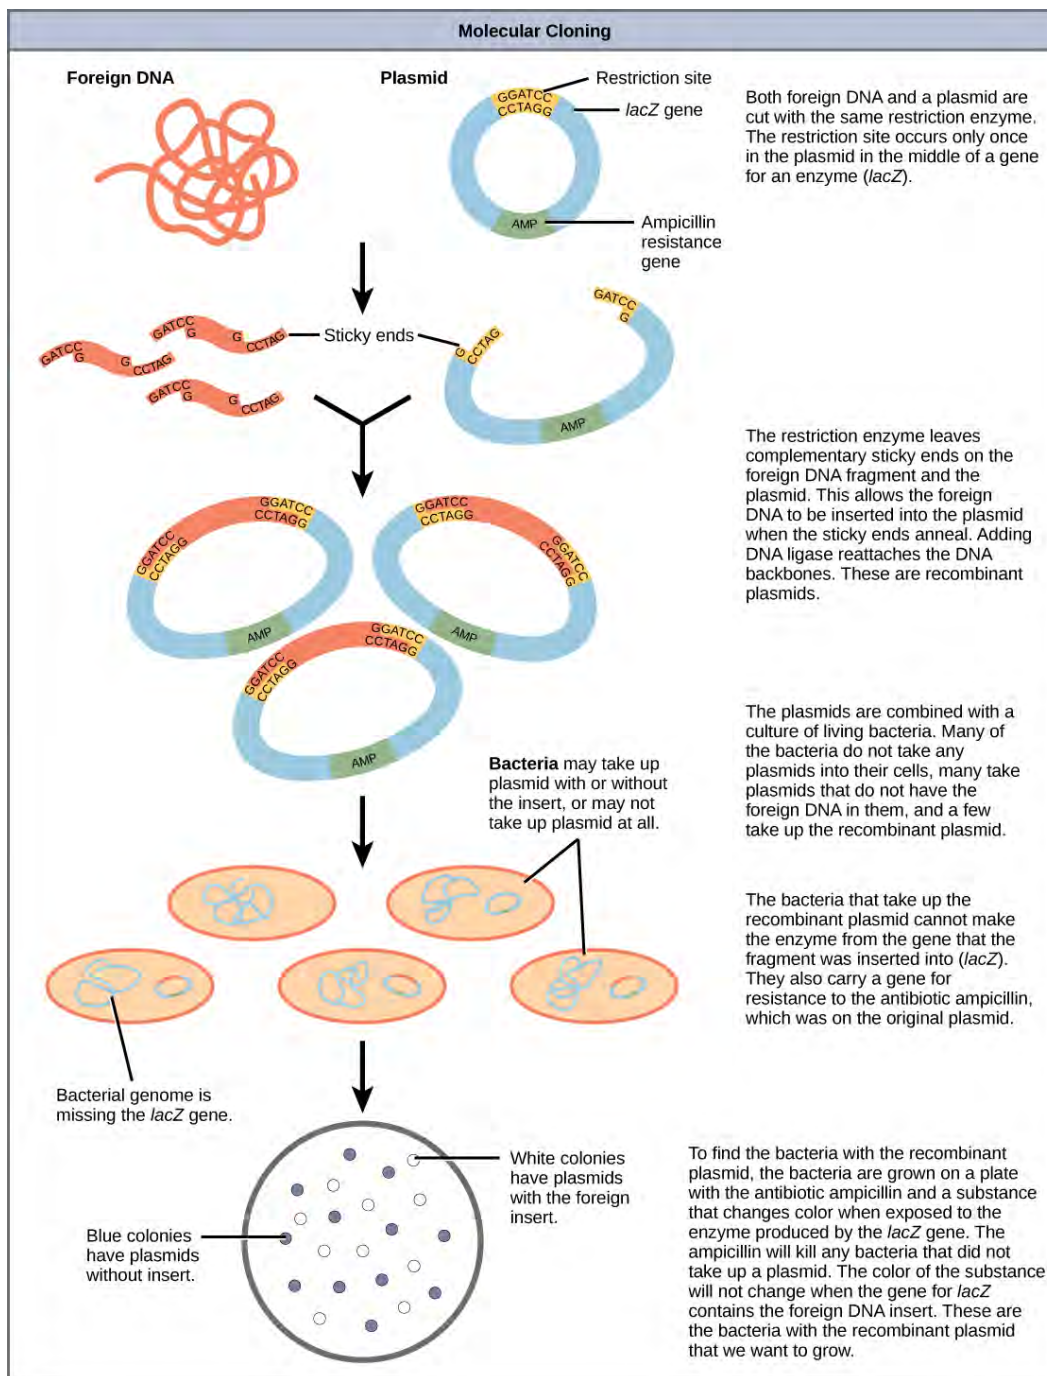 Molecular Cloning
Foreign DNA
Plasmid
Restriction site
GGATCC
CCTAGG
lacZ gene
AMP
Ampicillin
resistance
gene
Both foreign DNA and a plasmid are
cut with the same restriction enzyme.
The restriction site occurs only once
in the plasmid in the middle of a gene
for an enzyme (lacZ).
GATCC
G
G
CCTAG
GATCC
G
G
CCTAG
GATCC
G
G
CCTAG
Sticky ends
G
CCTAG
GATCC
G
AMP
The restriction enzyme leaves
complementary sticky ends on the
foreign DNA fragment and the
plasmid. This allows the foreign
DNA to be inserted into the plasmid
when the sticky ends anneal. Adding
DNA ligase reattaches the DNA
backbones. These are recombinant
plasmids.
GGATCC
CCTAGG
GGATCC
CCTAGG
AMP
GGATCC
CCTAGG
GGATCC
CCTAGG
AMP
GGATCC
CCTAGG
GGATCC
CCTAGG
AMP
The plasmids are combined with a
culture of living bacteria. Many of
the bacteria do not take any
plasmids into their cells, many take
plasmids that do not have the
foreign DNA in them, and a few
take up the recombinant plasmid.
Bacteria may take up
plasmid with or without
the insert, or may not
take up plasmid at all.
The bacteria that take up the
recombinant plasmid cannot make
the enzyme from the gene that the
fragment was inserted into (lacZ).
They also carry a gene for
resistance to the antibiotic ampicillin,
which was on the original plasmid.
Bacterial genome is
missing the lacZ gene.
White colonies
have plasmids
with the foreign
insert.
Blue colonies
have plasmids
without insert.
To find the bacteria with the recombinant
plasmid, the bacteria are grown on a plate
with the antibiotic ampicillin and a substance
that changes color when exposed to the
enzyme produced by the lacZ gene. The
ampicillin will kill any bacteria that did not
take up a plasmid. The color of the substance
will not change when the gene for lacZ
contains the foreign DNA insert. These are
the bacteria with the recombinant plasmid
that we want to grow.